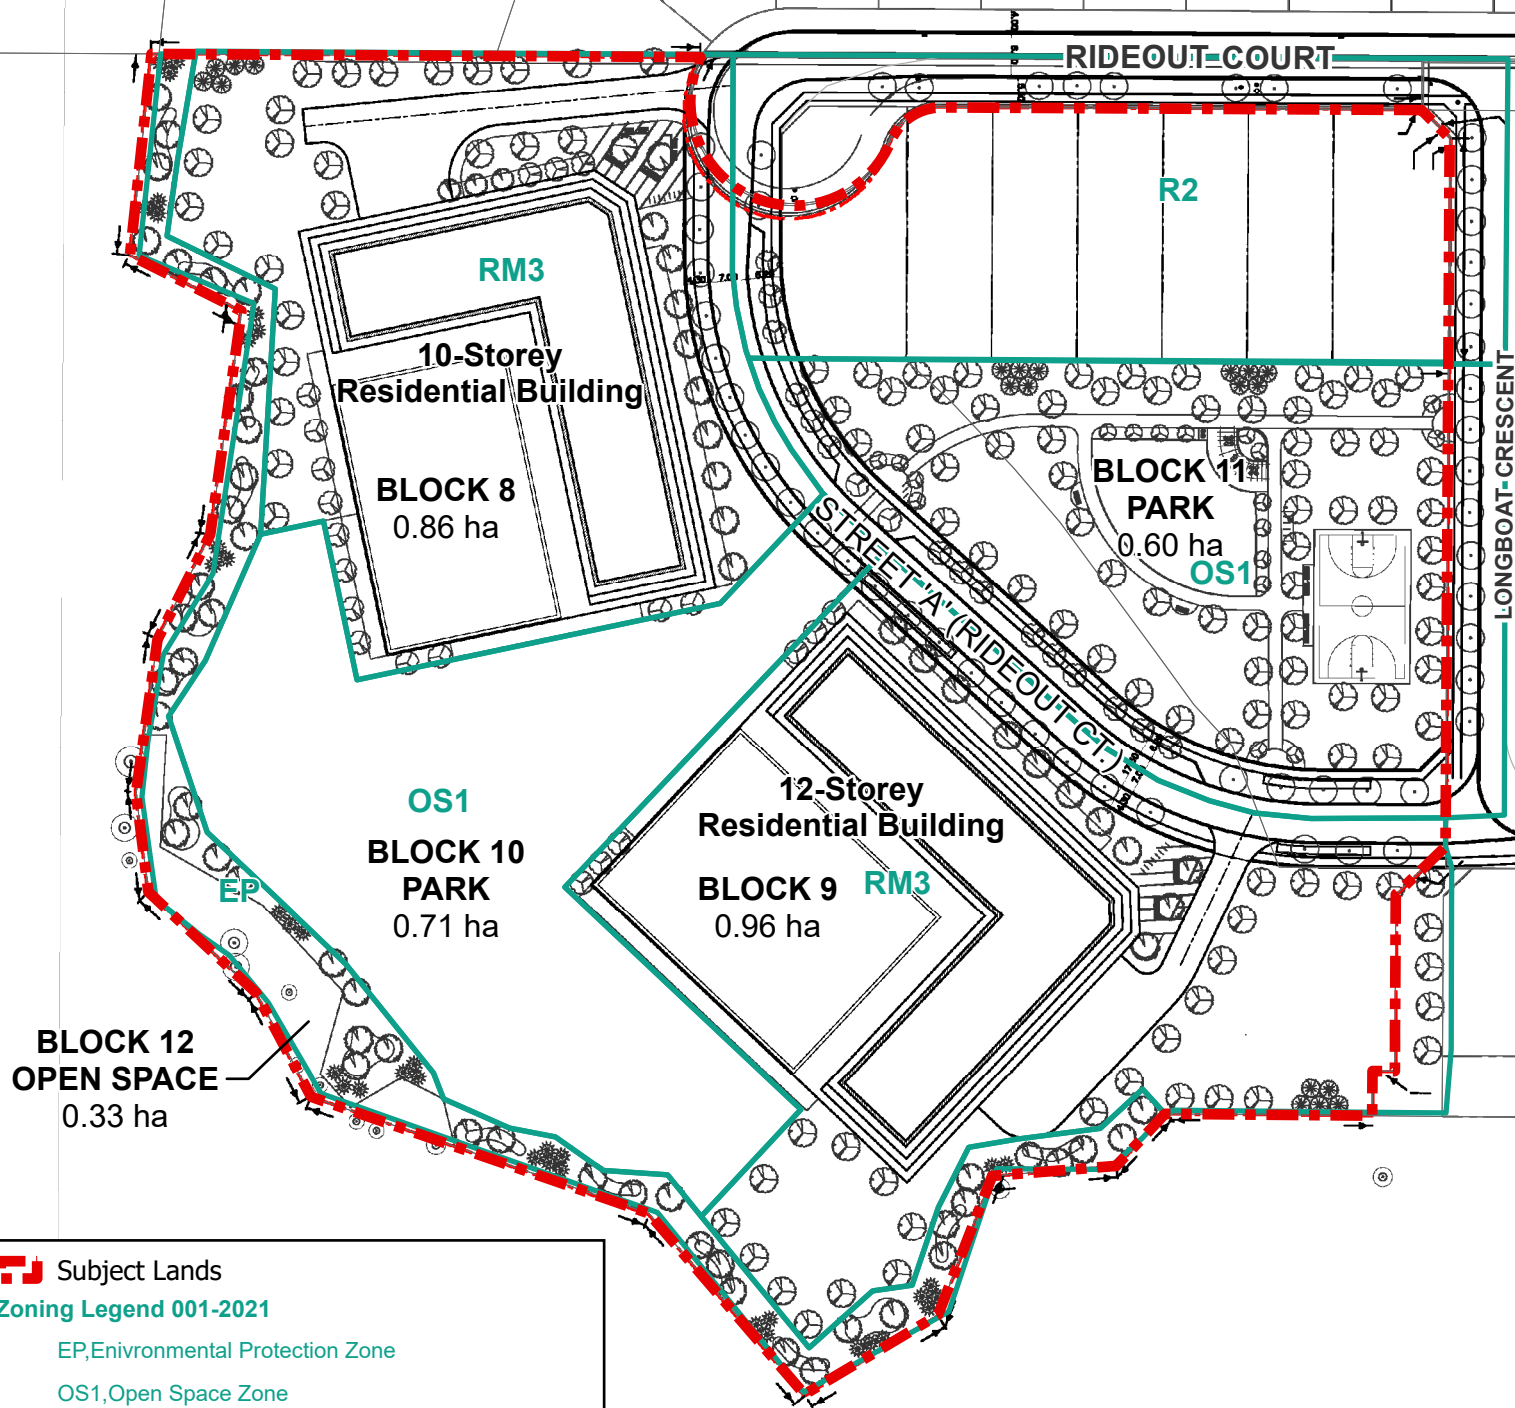 RIDEOUT COURT
R2
RM3
10-Storey
Residential Building
BLOCK 8
0.86 ha
BLOCK 11
PARK
0.60 ha
OS1
LONGBOAT CRESCENT
STREET 'A' (RIDEOUT CT.)
12-Storey
Residential Building
OS1
BLOCK 10
PARK
0.71 ha
RM3
BLOCK 9
0.96 ha
EP
BLOCK 12
OPEN SPACE
0.33 ha
Subject Lands
Zoning Legend 001-2021
EP,Enivronmental Protection Zone
OS1,Open Space Zone